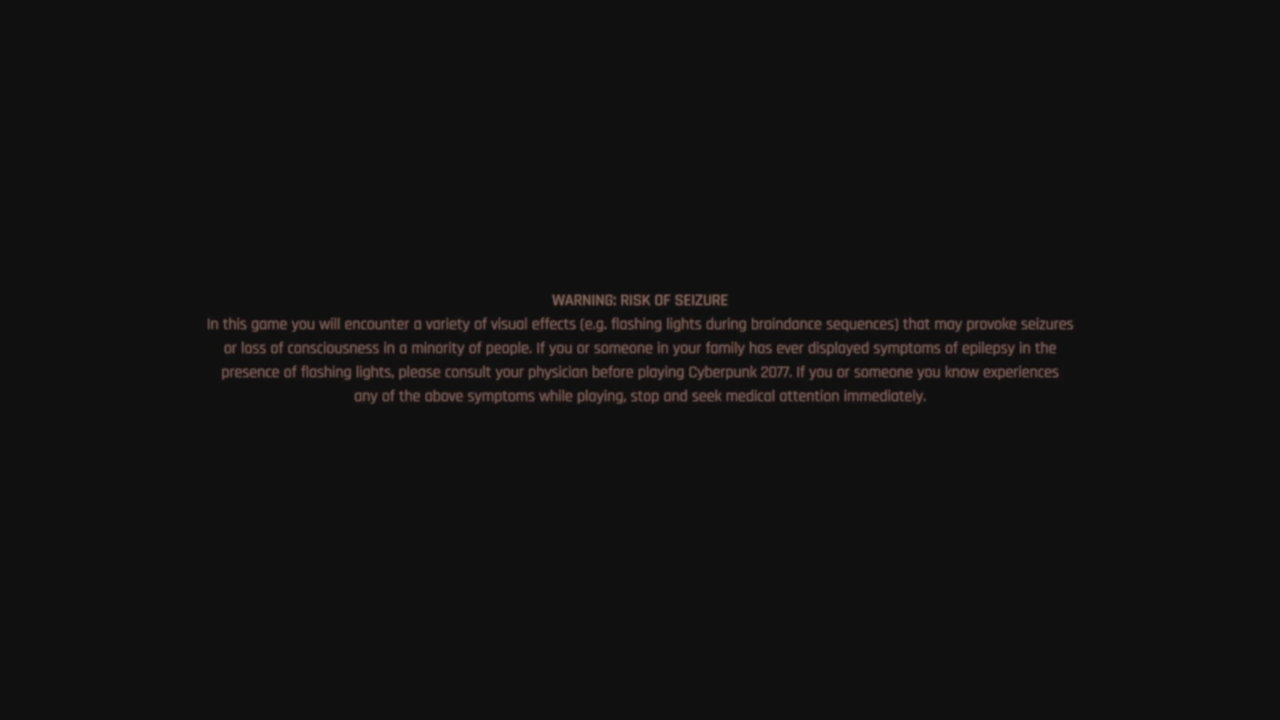 WARNING: RISK OF SEIZURE
In this game you will encounter a variety of visual effects (e.g. flashing lights during braindance sequences) that may provoke seizures
or loss of consciousness in a minority of people. If you or someone in your family has ever displayed symptoms of epilepsy in the
presence of flashing lights, please consult your physician before playing Cyberpunk 2077. If you or someone you know experiences
any of the above symptoms while playing, stop and seek medical attention immediately.